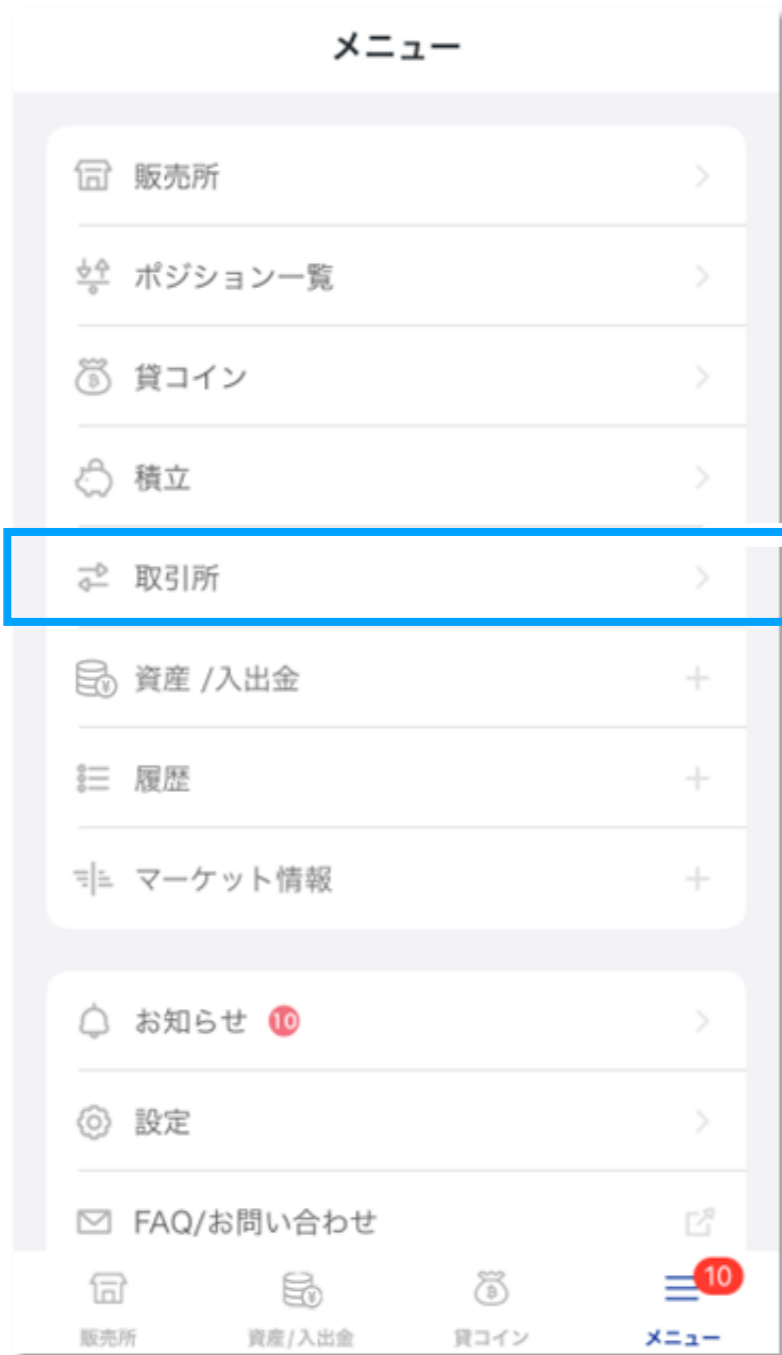 メニュー
販売所
ポジション一覧
貸コイン
積立
取引所
資産 /入出金
履歴
マーケット情報
お知らせ 10
設定
FAQ/お問い合わせ
10
販売所 資産/入出金 貸コイン メニュー